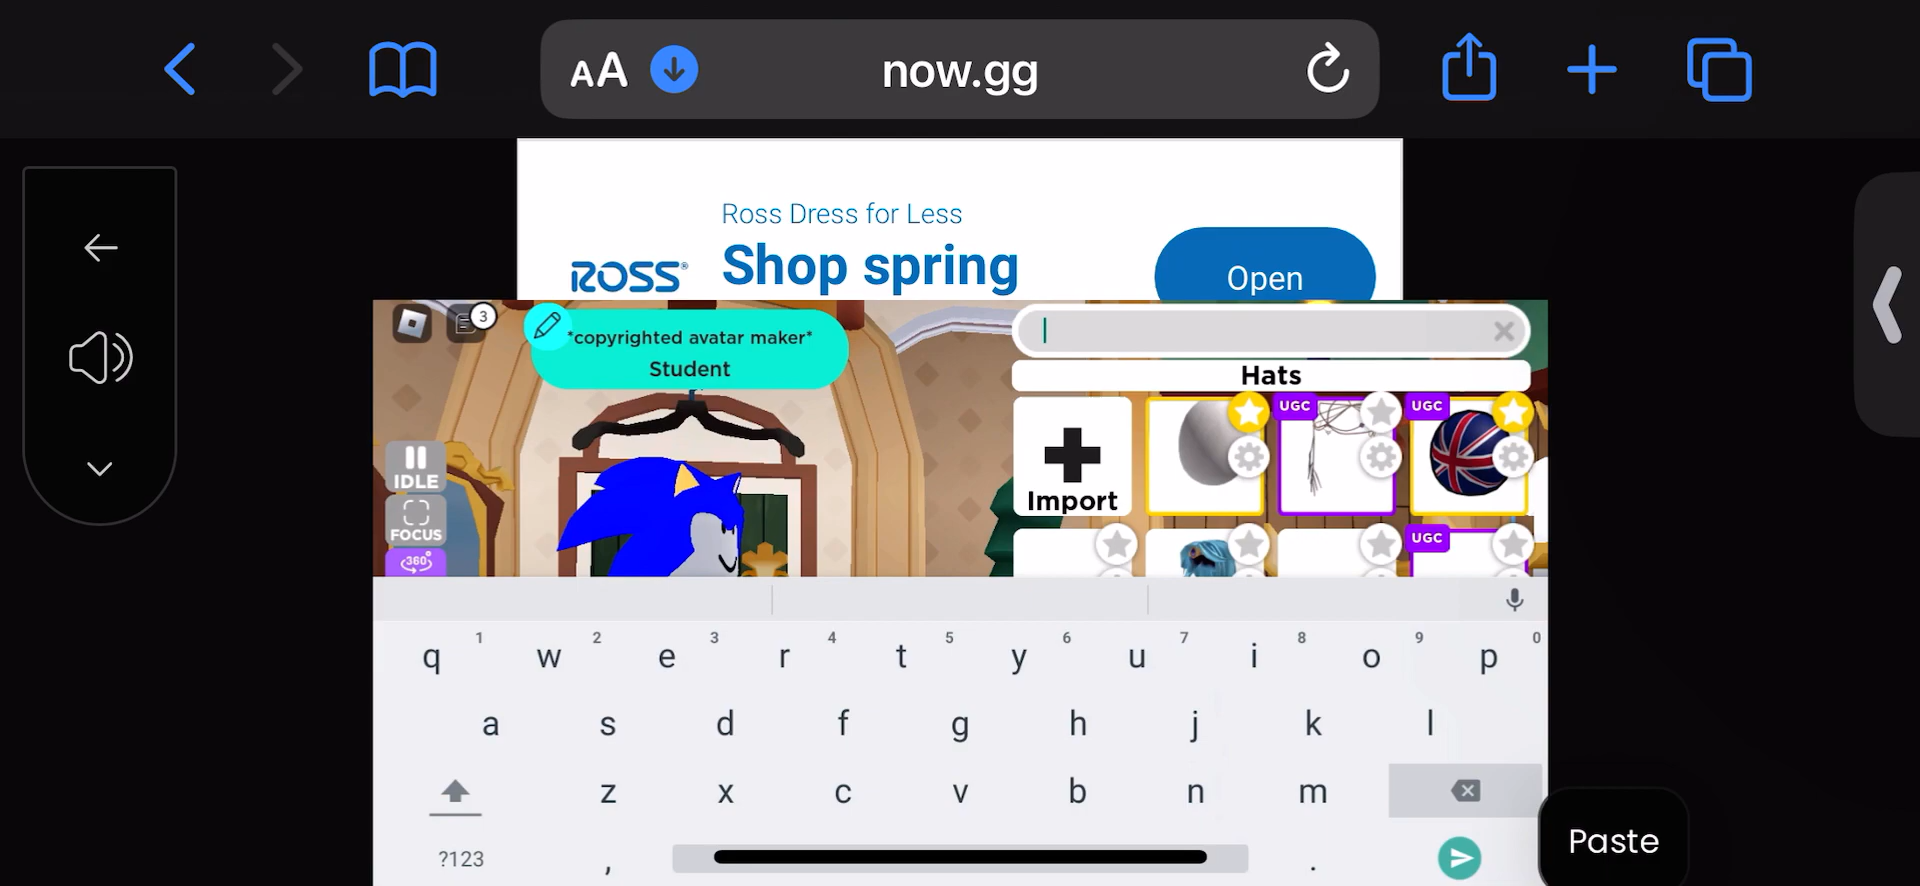 AA
now.gg
Ross Dress for Less
ROSS®
Shop spring
Open
3
*copyrighted avatar maker*
Student
Hats
UGC
UGC
IDLE
Import
FOCUS
UGC
360°
1 2 3 4 5 6 7 8 9 0
q w e r t y u i o p
a s d f g h j k l
z x c v b n m
Paste
?123 , .